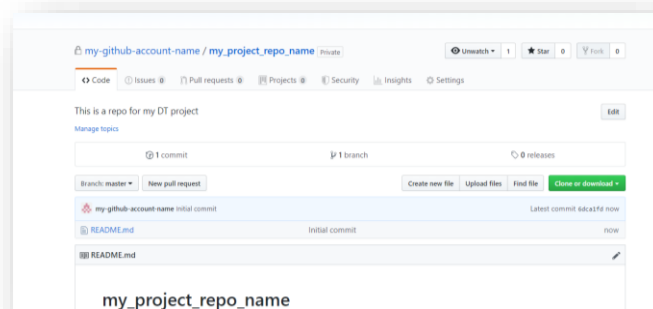 my-github-account-name / my_project_repo_name Private Unwatch 1 Star 0 Fork 0
Code Issues 0 Pull requests 0 Projects 0 Security Insights Settings
This is a repo for my DT project Edit
Manage topics
1 commit 1 branch 0 releases
Branch: master New pull request Create new file Upload files Find file Clone or download
my-github-account-name Initial commit Latest commit 4dca1fd now
README.md Initial commit now
README.md
my_project_repo_name